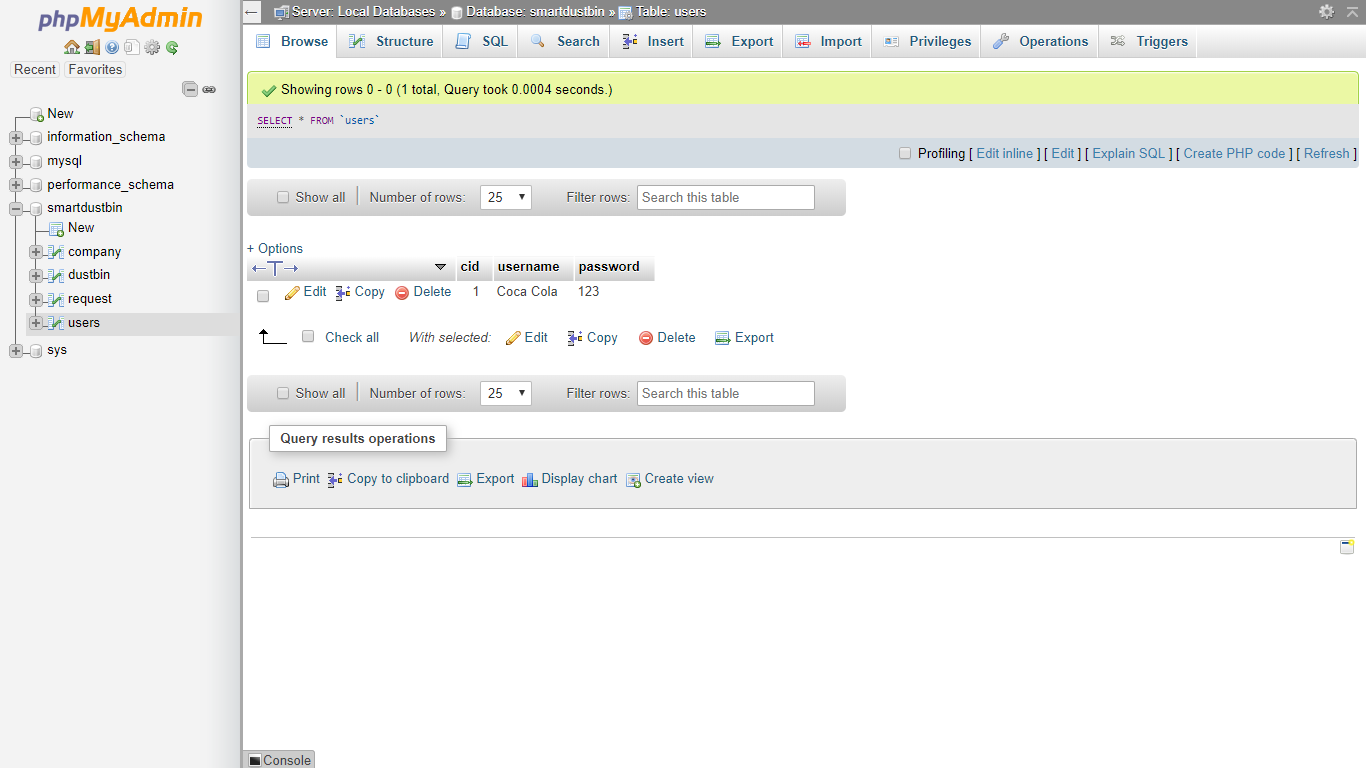 phpMyAdmin
Recent Favorites
New
information_schema
mysql
performance_schema
smartdustbin
New
company
dustbin
request
users
sys
Server: Local Databases » Database: smartdustbin » Table: users
Browse Structure SQL Search Insert Export Import Privileges Operations Triggers
Showing rows 0 - 0 (1 total, Query took 0.0004 seconds.)
SELECT * FROM `users`
Profiling [ Edit inline ] [ Edit ] [ Explain SQL ] [ Create PHP code ] [ Refresh ]
Show all Number of rows: 25 Filter rows: Search this table
+ Options
cid username password
Edit Copy Delete 1 Coca Cola 123
Check all With selected: Edit Copy Delete Export
Show all Number of rows: 25 Filter rows: Search this table
Query results operations
Print Copy to clipboard Export Display chart Create view
Console